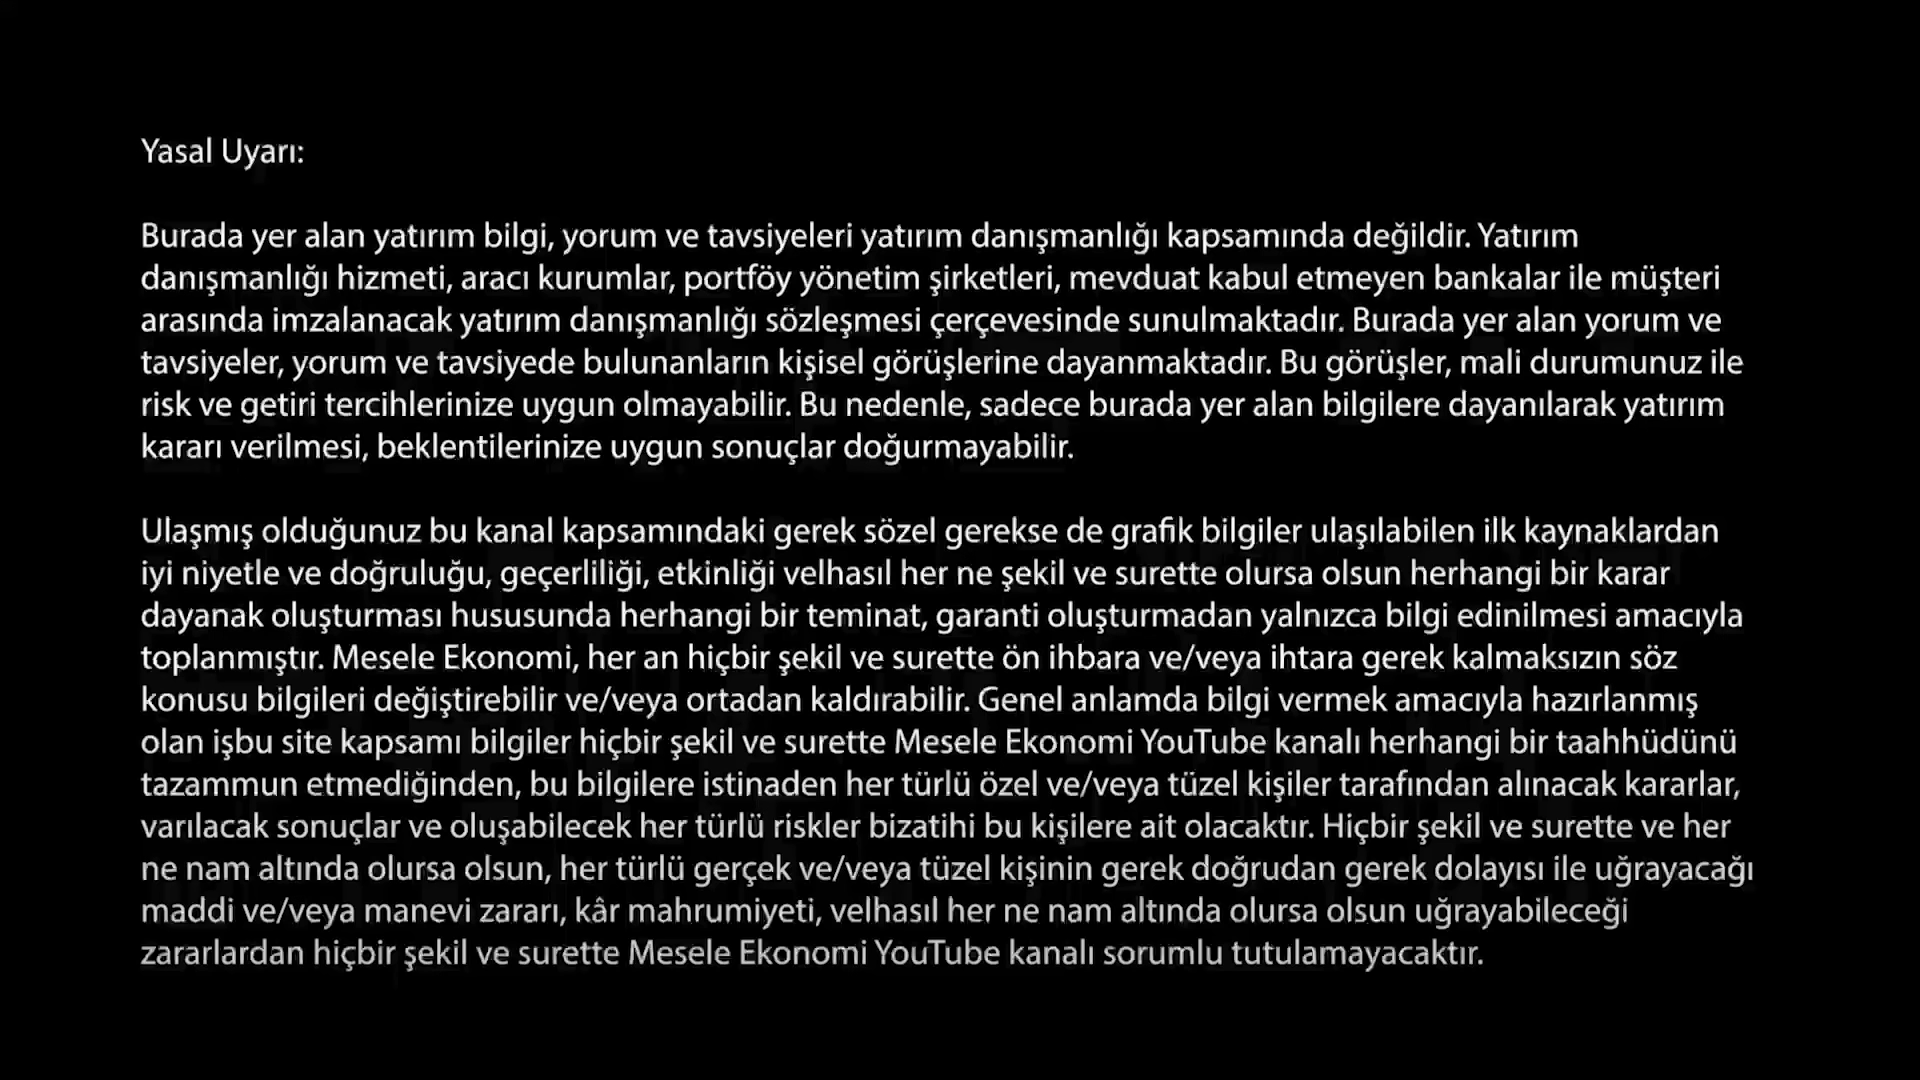 Yasal Uyarı:
Burada yer alan yatırım bilgi, yorum ve tavsiyeleri yatırım danışmanlığı kapsamında değildir. Yatırım
danışmanlığı hizmeti, aracı kurumlar, portföy yönetim şirketleri, mevduat kabul etmeyen bankalar ile müşteri
arasında imzalanacak yatırım danışmanlığı sözleşmesi çerçevesinde sunulmaktadır. Burada yer alan yorum ve
tavsiyeler, yorum ve tavsiyede bulunanların kişisel görüşlerine dayanmaktadır. Bu görüşler, mali durumunuz ile
risk ve getiri tercihlerinize uygun olmayabilir. Bu nedenle, sadece burada yer alan bilgilere dayanılarak yatırım
kararı verilmesi, beklentilerinize uygun sonuçlar doğurmayabilir.
Ulaşmış olduğunuz bu kanal kapsamındaki gerek sözel gerekse de grafik bilgiler ulaşılabilen ilk kaynaklardan
iyi niyetle ve doğruluğu, geçerliliği, etkinliği velhasıl her ne şekil ve surette olursa olsun herhangi bir karar
dayanak oluşturması hususunda herhangi bir teminat, garanti oluşturmadan yalnızca bilgi edinilmesi amacıyla
toplanmıştır. Mesele Ekonomi, her an hiçbir şekil ve surette ön ihbara ve/veya ihtara gerek kalmaksızın söz
konusu bilgileri değiştirebilir ve/veya ortadan kaldırabilir. Genel anlamda bilgi vermek amacıyla hazırlanmış
olan işbu site kapsamı bilgiler hiçbir şekil ve surette Mesele Ekonomi YouTube kanalı herhangi bir taahhüdünü
tazammun etmediğinden, bu bilgilere istinaden her türlü özel ve/veya tüzel kişiler tarafından alınacak kararlar,
varılacak sonuçlar ve oluşabilecek her türlü riskler bizatihi bu kişilere ait olacaktır. Hiçbir şekil ve surette ve her
ne nam altında olursa olsun, her türlü gerçek ve/veya tüzel kişinin gerek doğrudan gerek dolayısı ile uğrayacağı
maddi ve/veya manevi zararı, kâr mahrumiyeti, velhasıl her ne nam altında olursa olsun uğrayabileceği
zararlardan hiçbir şekil ve surette Mesele Ekonomi YouTube kanalı sorumlu tutulamayacaktır.